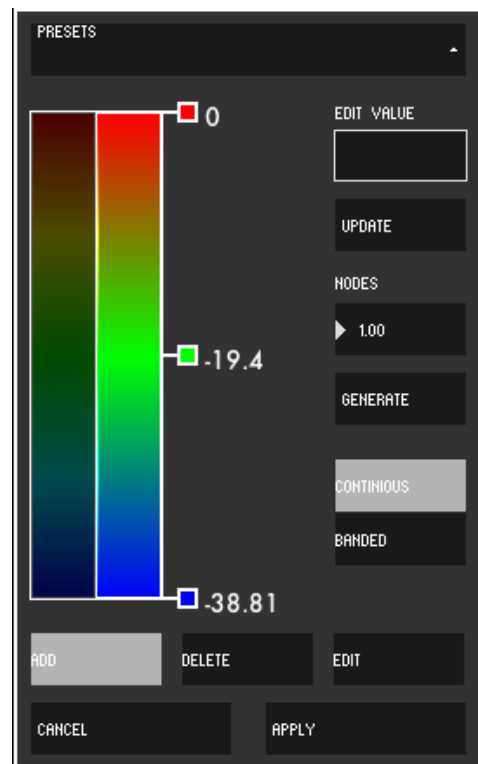 PRESETS
0
EDIT VALUE
UPDATE
NODES
1.00
-19.4
GENERATE
CONTINIOUS
BANDED
-38.81
ADD DELETE EDIT
CANCEL APPLY